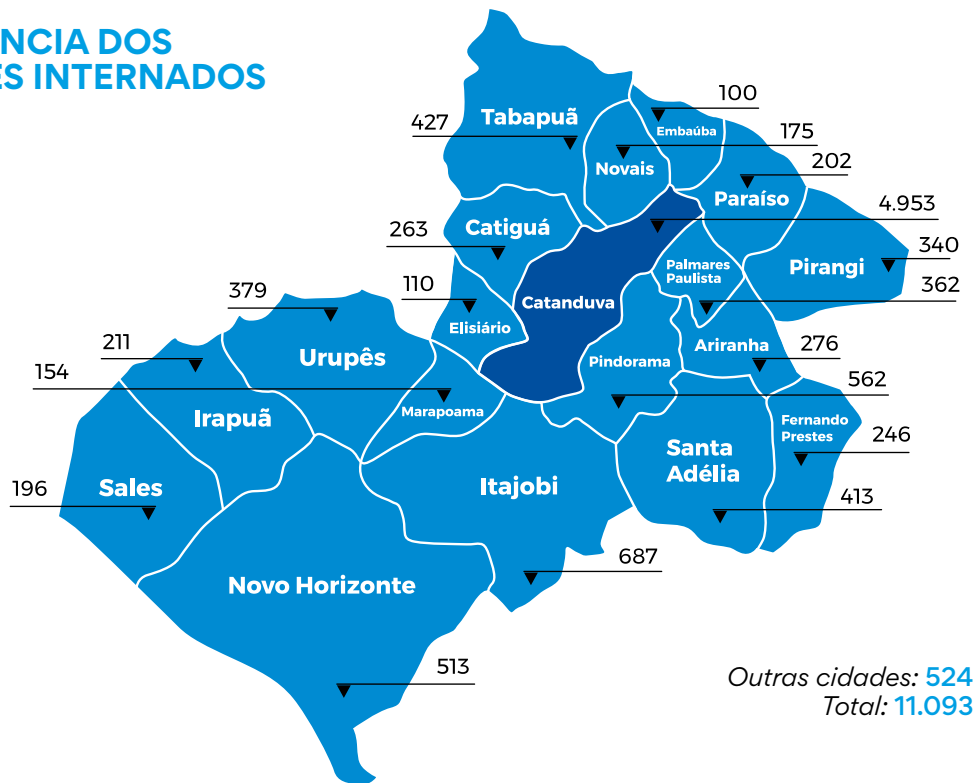 NCIA DOS
ES INTERNADOS
Tabapuã
427
100
Embaúba
175
Novais
202
Paraíso
4.953
Catiguá
263
Palmares
Paulista
Pirangi
340
362
110
Elisiário
Catanduva
379
Urupês
211
154
Marapoama
Pindorama
Ariranha
276
562
Irapuã
Fernando
Prestes
246
Santa
Adélia
413
Sales
196
Itajobi
687
Novo Horizonte
513
Outras cidades: 524
Total: 11.093